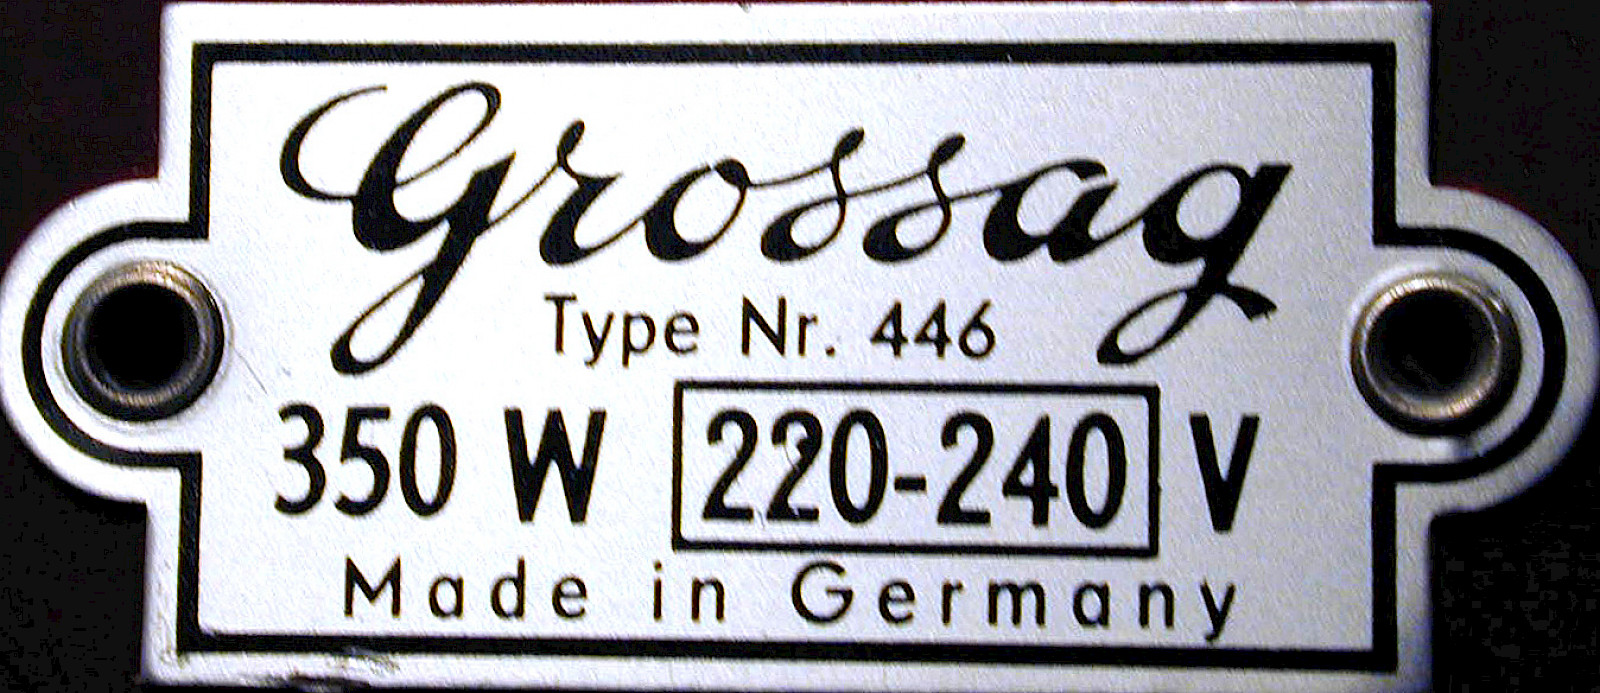 Grossag
Type Nr. 446
350 W 220-240 V
Made in Germany